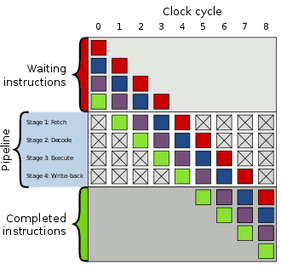 Clock cycle
0 1 2 3 4 5 6 7 8
Waiting
instructions
Pipeline
Stage 1: Fetch
Stage 2: Decode
Stage 3: Execute
Stage 4: Write-back
Completed
instructions